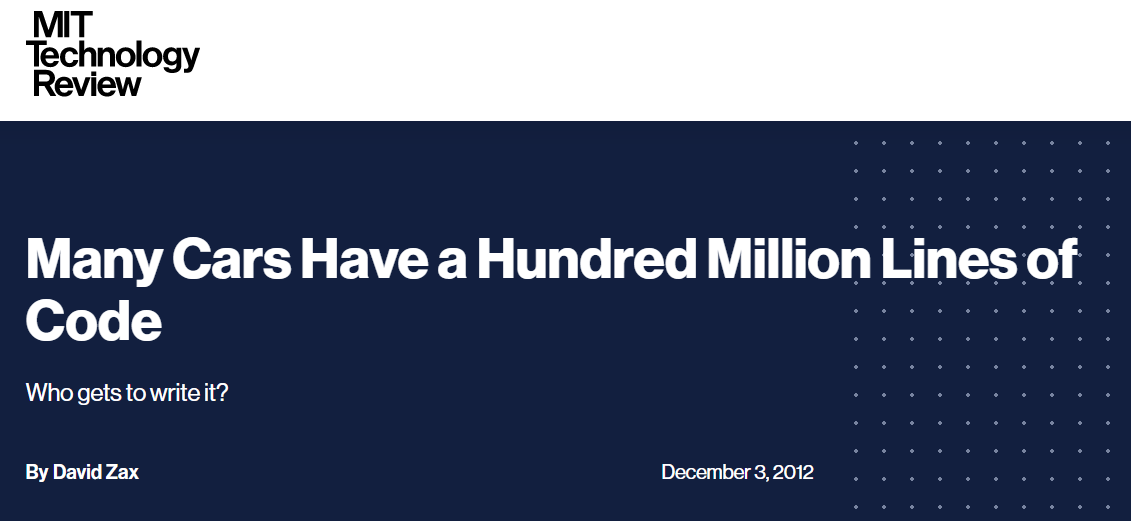 MIT
Technology
Review
Many Cars Have a Hundred Million Lines of
Code
Who gets to write it?
By David Zax
December 3, 2012